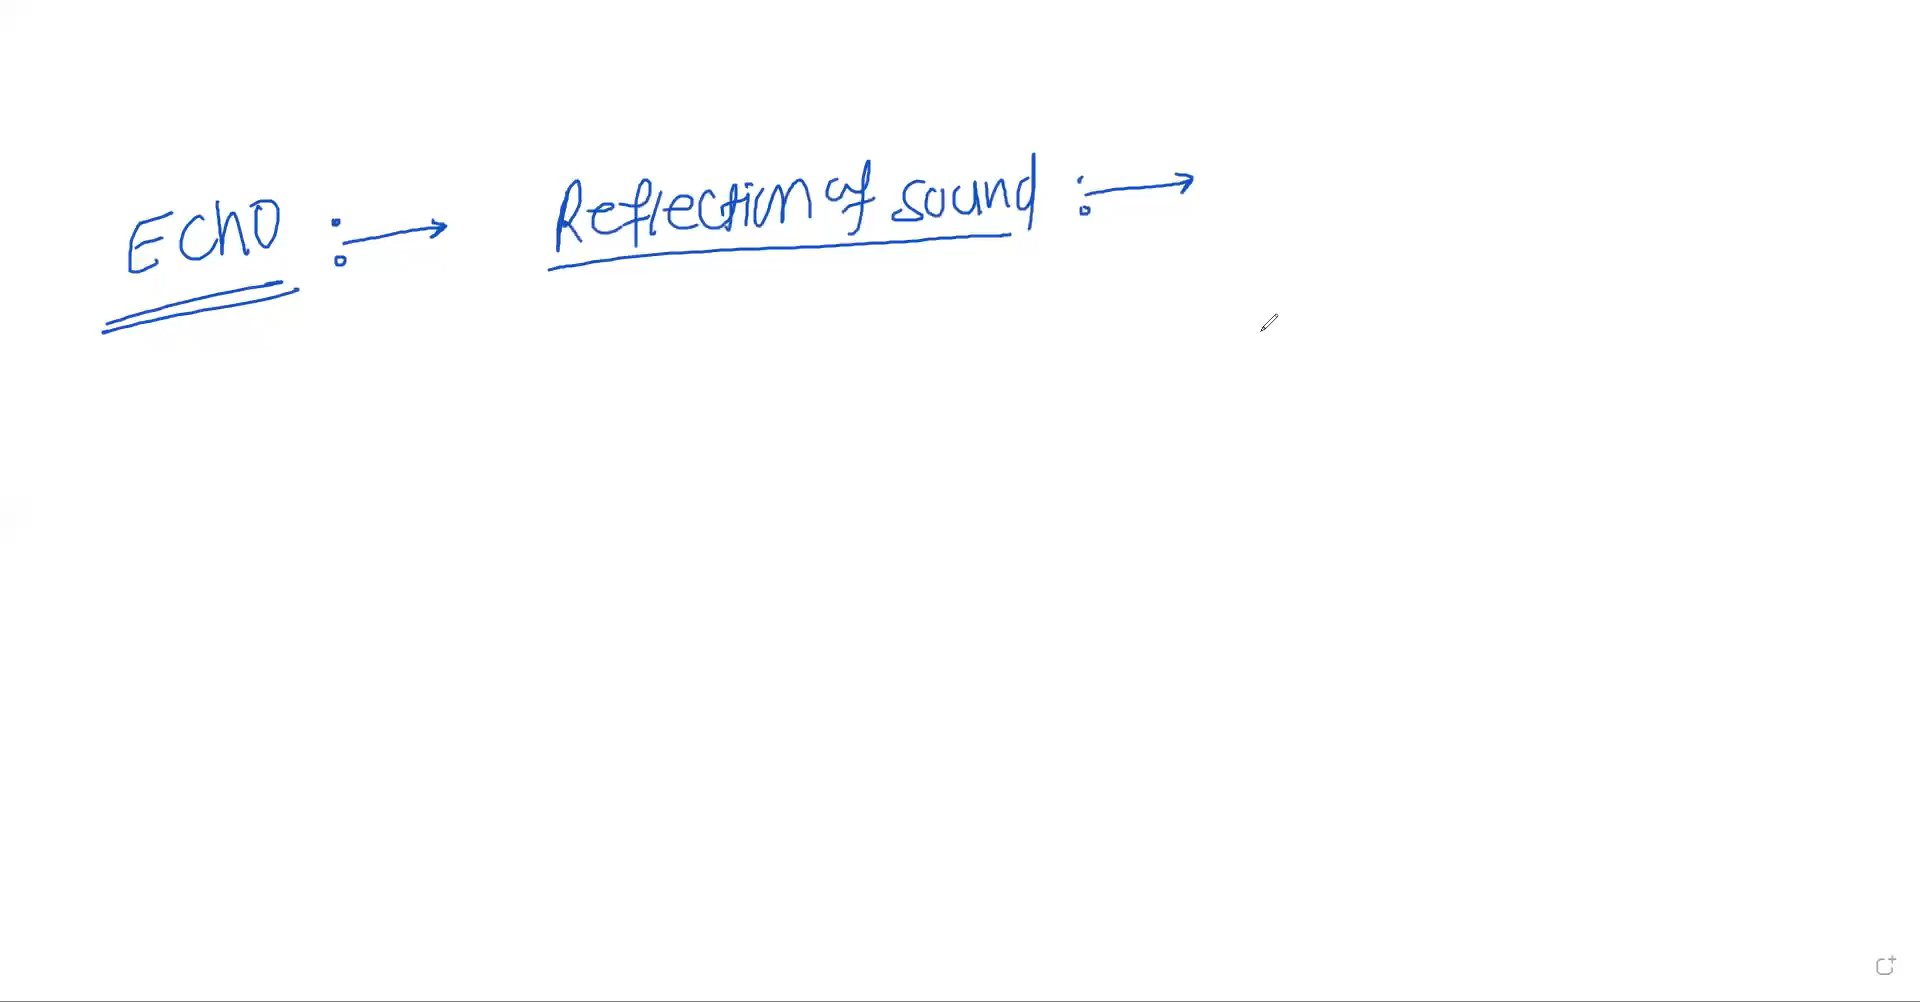 Echo :→ Reflection of sound :→